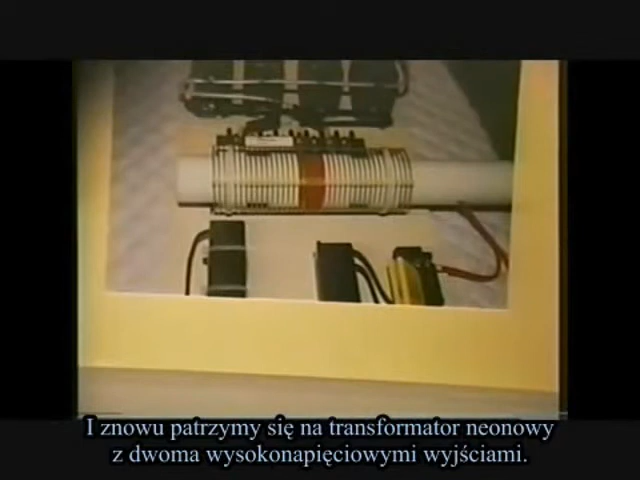 I znowu patrzymy się na transformator neonowy
z dwoma wysokonapięciowymi wyjściami.